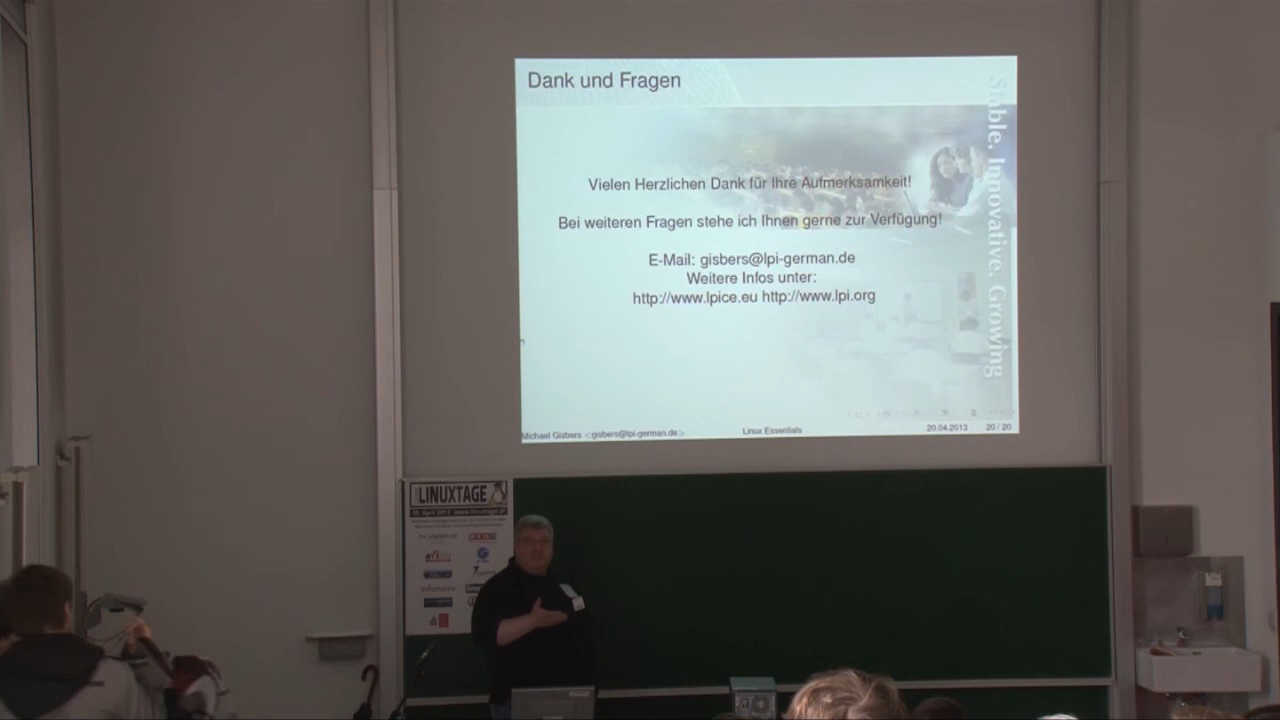 Dank und Fragen
Stable. Innovative. Growing
Vielen Herzlichen Dank für Ihre Aufmerksamkeit!
Bei weiteren Fragen stehe ich Ihnen gerne zur Verfügung!
E-Mail: gisbers@lpi-german.de
Weitere Infos unter:
http://www.lpice.eu http://www.lpi.org
Michael Gisbers <gisbers@lpi-german.de>
Linux Essentials
20.04.2013
20 / 20
LINUXTAGE